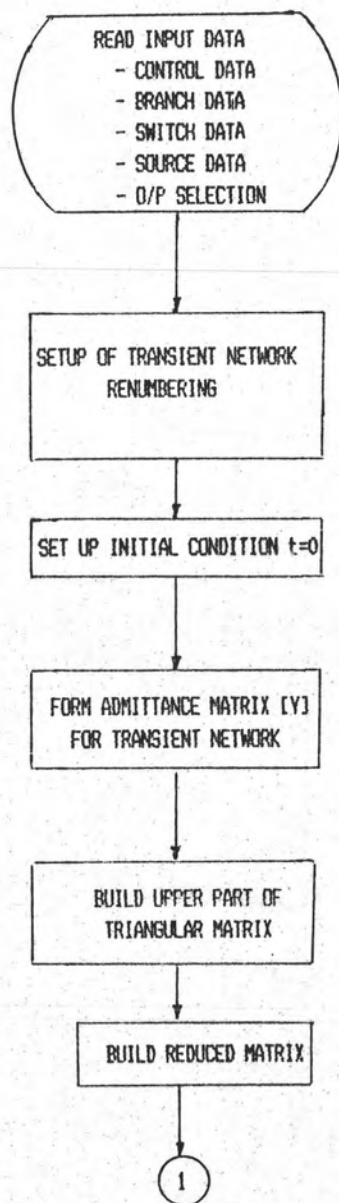 READ INPUT DATA
- CONTROL DATA
- BRANCH DATA
- SWITCH DATA
- SOURCE DATA
- O/P SELECTION
SETUP OF TRANSIENT NETWORK
RENUMBERING
SET UP INITIAL CONDITION t=0
FORM ADMITTANCE MATRIX [Y]
FOR TRANSIENT NETWORK
BUILD UPPER PART OF
TRIANGULAR MATRIX
BUILD REDUCED MATRIX
1